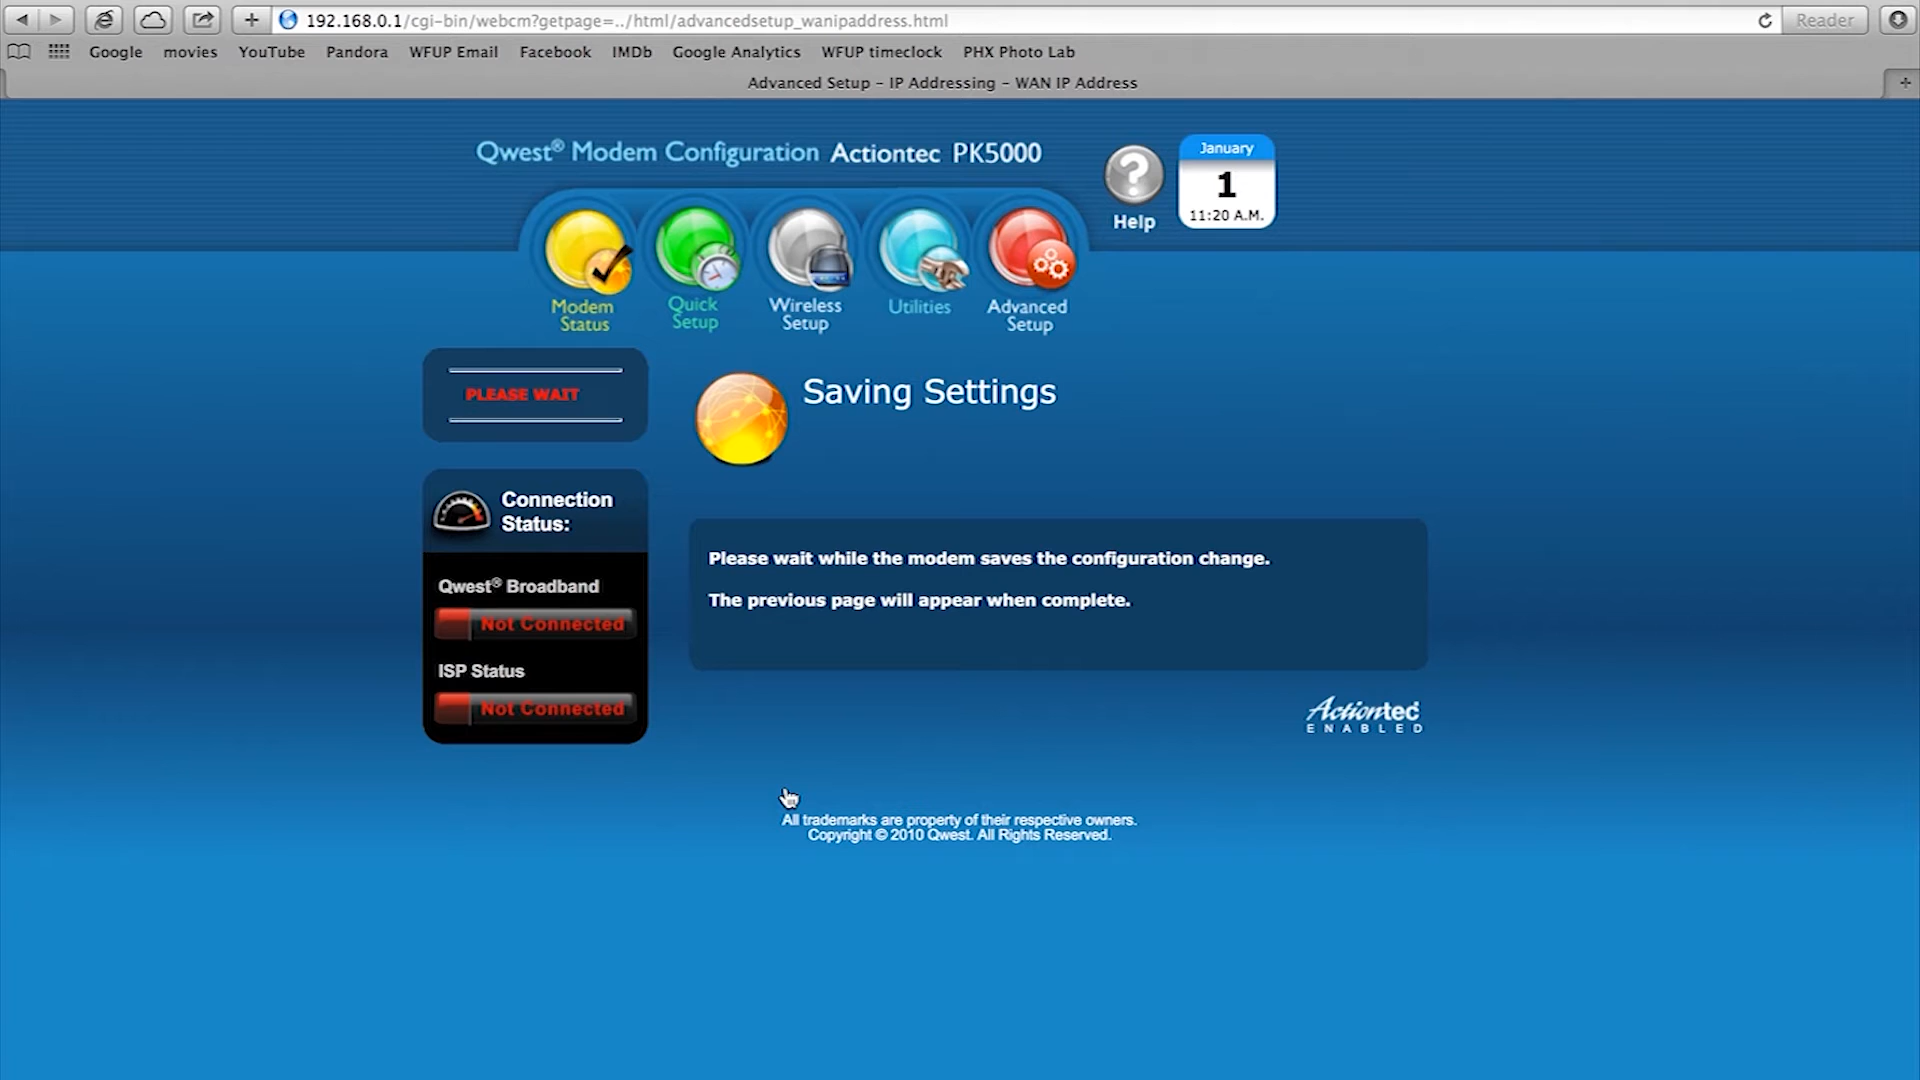 192.168.0.1/cgi-bin/webcm?getpage=../html/advancedsetup_wanipaddress.html
Reader
Google movies YouTube Pandora WFUP Email Facebook IMDb Google Analytics WFUP timeclock PHX Photo Lab
Advanced Setup – IP Addressing – WAN IP Address
Qwest® Modem Configuration Actiontec PK5000
January
1
11:20 A.M.
Help
Modem
Status
Quick
Setup
Wireless
Setup
Utilities
Advanced
Setup
PLEASE WAIT
Saving Settings
Connection
Status:
Qwest® Broadband
Not Connected
ISP Status
Not Connected
Please wait while the modem saves the configuration change.
The previous page will appear when complete.
Actiontec
ENABLED
All trademarks are property of their respective owners.
Copyright © 2010 Qwest. All Rights Reserved.